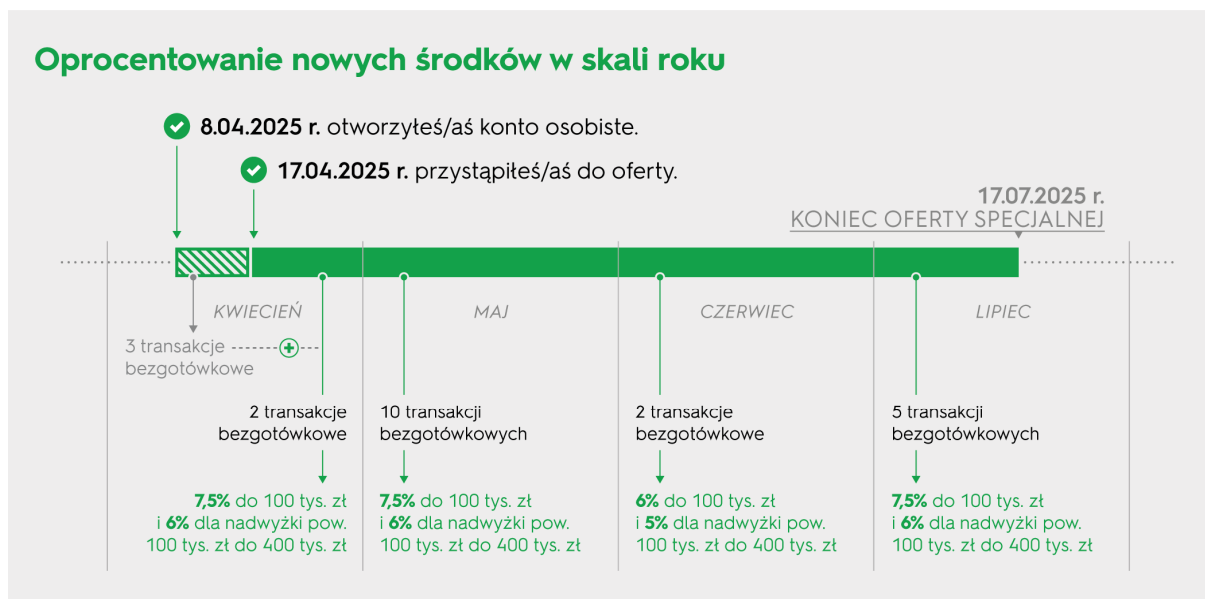 Oprocentowanie nowych środków w skali roku
8.04.2025 r. otworzyłeś/aś konto osobiste.
17.04.2025 r. przystąpiłeś/aś do oferty.
17.07.2025 r.
KONIEC OFERTY SPECJALNEJ
KWIECIEŃ
MAJ
CZERWIEC
LIPIEC
3 transakcje
bezgotówkowe
2 transakcje
bezgotówkowe
7,5% do 100 tys. zł
i 6% dla nadwyżki pow.
100 tys. zł do 400 tys. zł
10 transakcji
bezgotówkowych
7,5% do 100 tys. zł
i 6% dla nadwyżki pow.
100 tys. zł do 400 tys. zł
2 transakcje
bezgotówkowe
6% do 100 tys. zł
i 5% dla nadwyżki pow.
100 tys. zł do 400 tys. zł
5 transakcji
bezgotówkowych
7,5% do 100 tys. zł
i 6% dla nadwyżki pow.
100 tys. zł do 400 tys. zł